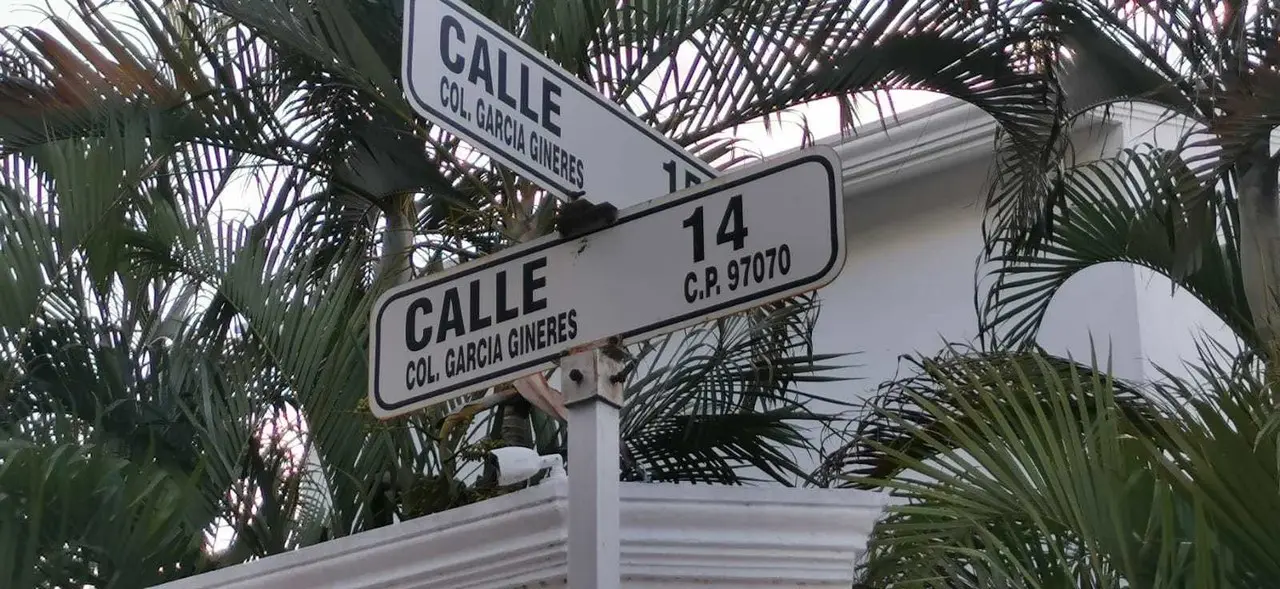 CALLE
COL. GARCIA GINERES
CALLE 14
COL. GARCIA GINERES C.P. 97070